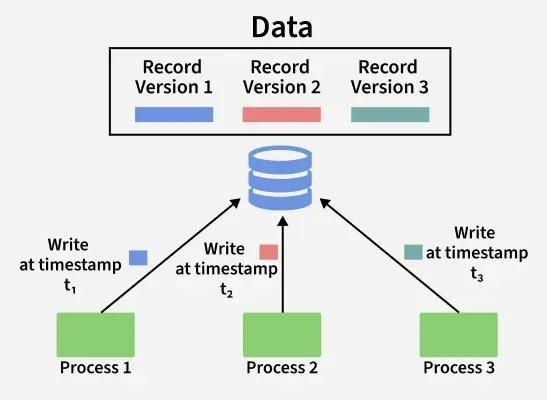 Data
Record
Version 1
Record
Version 2
Record
Version 3
Write
at timestamp
t₁
Write
at timestamp
t₂
Write
at timestamp
t₃
Process 1
Process 2
Process 3